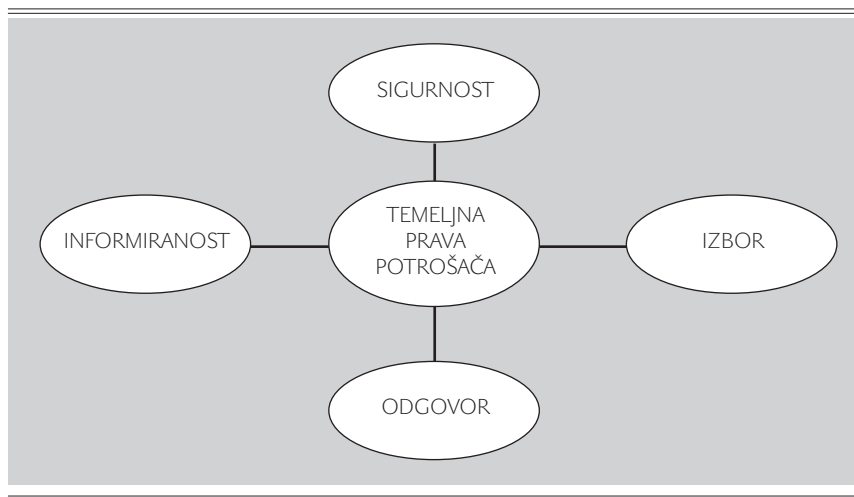 SIGURNOST
INFORMIRANOST
TEMELJNA
PRAVA
POTROŠAČA
IZBOR
ODGOVOR